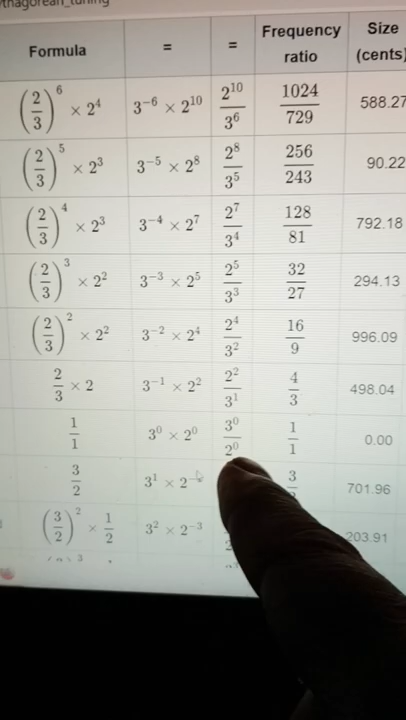 thagorean_tuning
Formula = = Frequency ratio Size (cents)
(2/3)^6 × 2^4 3^−6 × 2^10 2^10/3^6 1024/729 588.27
(2/3)^5 × 2^3 3^−5 × 2^8 2^8/3^5 256/243 90.22
(2/3)^4 × 2^3 3^−4 × 2^7 2^7/3^4 128/81 792.18
(2/3)^3 × 2^2 3^−3 × 2^5 2^5/3^3 32/27 294.13
(2/3)^2 × 2^2 3^−2 × 2^4 2^4/3^2 16/9 996.09
2/3 × 2 3^−1 × 2^2 2^2/3^1 4/3 498.04
1/1 3^0 × 2^0 3^0/2^0 1/1 0.00
3/2 3^1 × 2 3 701.96
(3/2)^2 × 1/2 3^2 × 2^−3 203.91